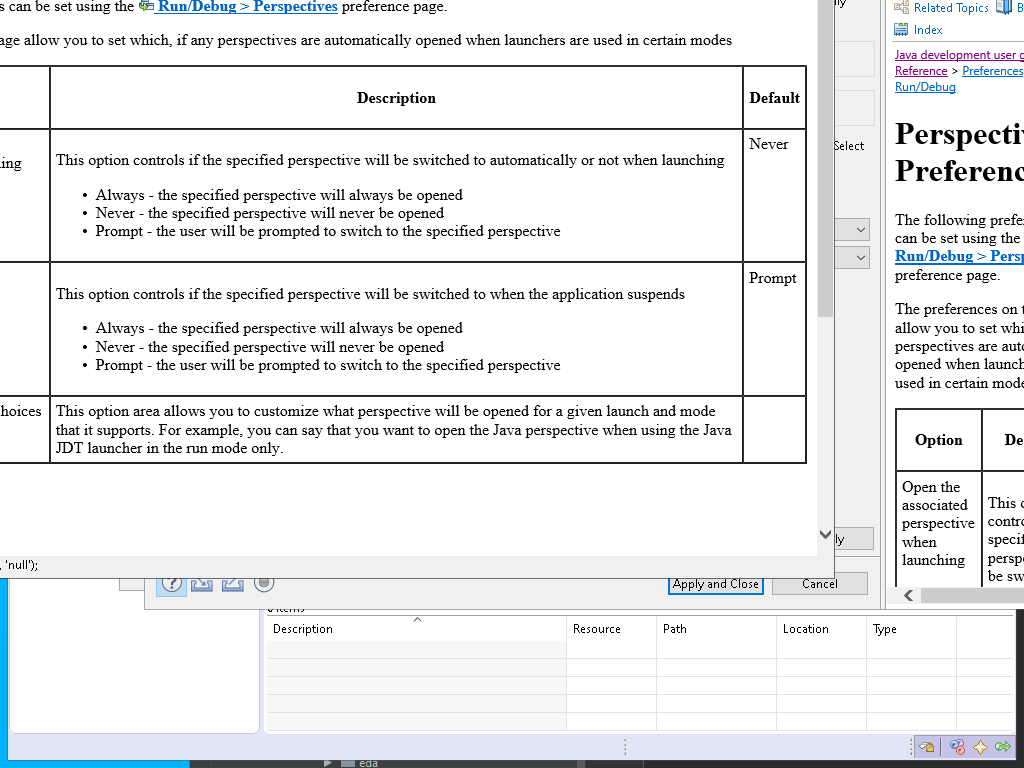 s can be set using the Run/Debug > Perspectives preference page.
age allow you to set which, if any perspectives are automatically opened when launchers are used in certain modes
Description
Default
ing
This option controls if the specified perspective will be switched to automatically or not when launching
Never
• Always - the specified perspective will always be opened
• Never - the specified perspective will never be opened
• Prompt - the user will be prompted to switch to the specified perspective
This option controls if the specified perspective will be switched to when the application suspends
Prompt
• Always - the specified perspective will always be opened
• Never - the specified perspective will never be opened
• Prompt - the user will be prompted to switch to the specified perspective
hoices
This option area allows you to customize what perspective will be opened for a given launch and mode
that it supports. For example, you can say that you want to open the Java perspective when using the Java
JDT launcher in the run mode only.
, 'null');
ly
Select
ly
Apply and Close
Cancel
Related Topics
B
Index
Java development user g
Reference > Preferences
Run/Debug
Perspecti
Preferenc
The following prefe
can be set using the
Run/Debug > Persp
preference page.
The preferences on t
allow you to set whi
perspectives are auto
opened when launch
used in certain mode
Option
De
Open the
associated
perspective
when
launching
This o
contro
specif
perspe
be sw
Description
Resource
Path
Location
Type
eda